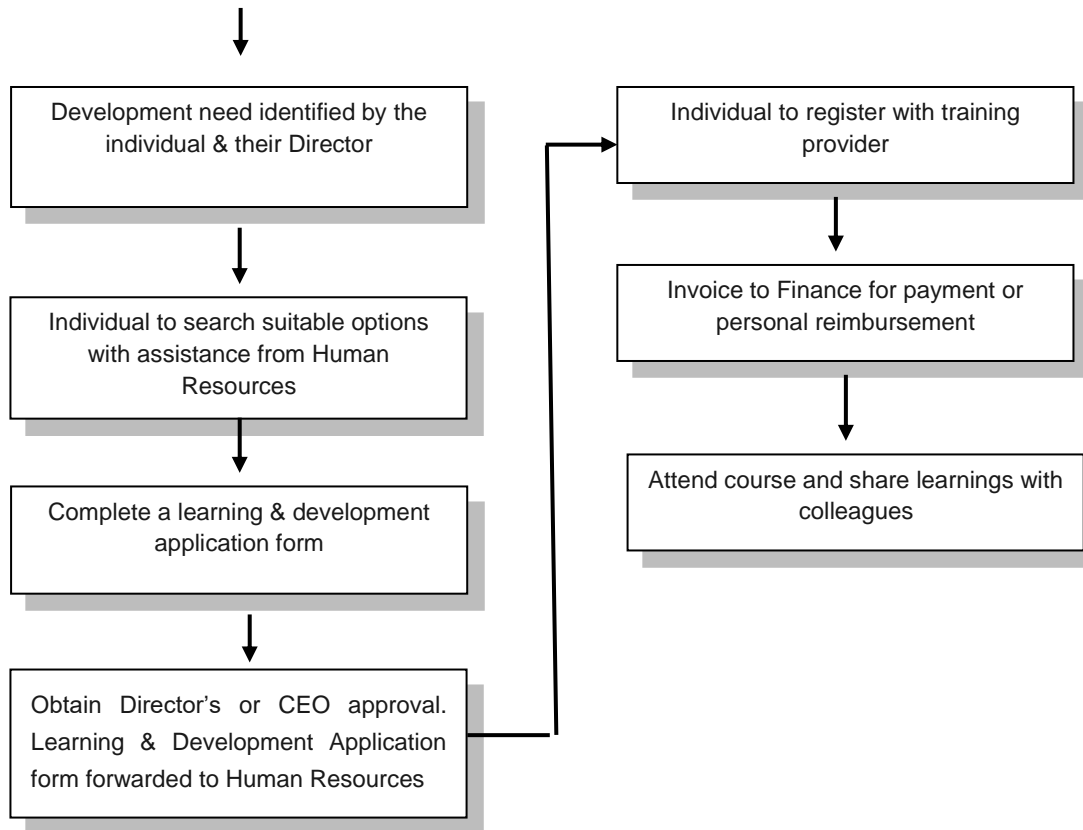 Development need identified by the
individual & their Director
Individual to search suitable options
with assistance from Human
Resources
Complete a learning & development
application form
Obtain Director’s or CEO approval.
Learning & Development Application
form forwarded to Human Resources
Individual to register with training
provider
Invoice to Finance for payment or
personal reimbursement
Attend course and share learnings with
colleagues